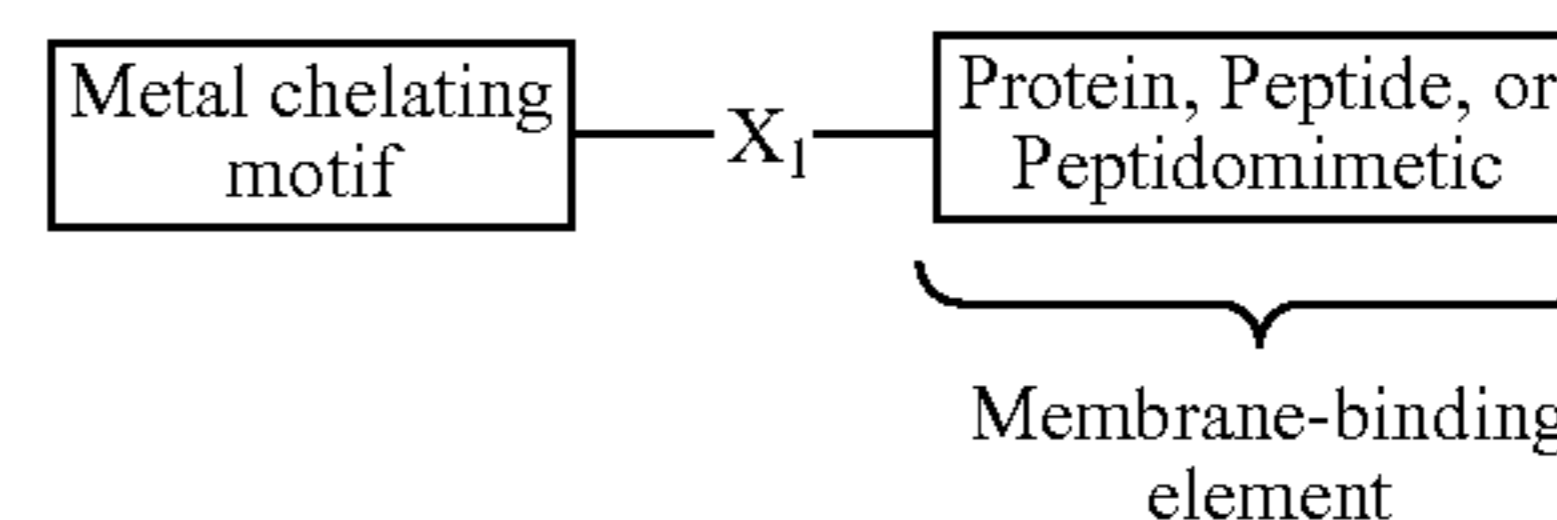 Metal chelating
motif
X₁
Protein, Peptide, or
Peptidomimetic
Membrane-binding
element